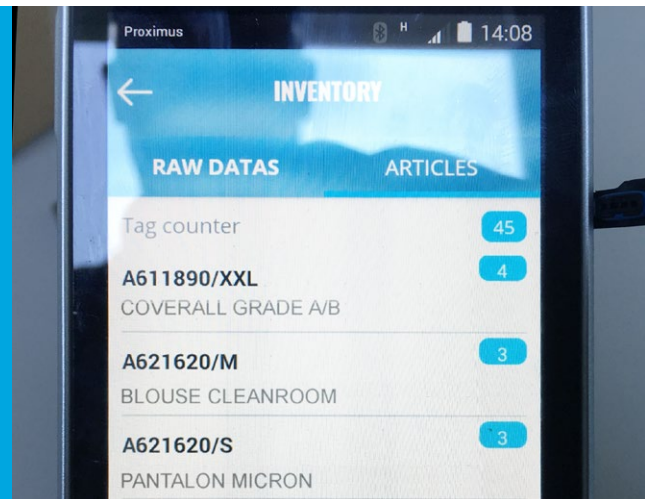 Proximus H 14:08
INVENTORY
RAW DATAS ARTICLES
Tag counter 45
A611890/XXL 4
COVERALL GRADE A/B
A621620/M 3
BLOUSE CLEANROOM
A621620/S 3
PANTALON MICRON